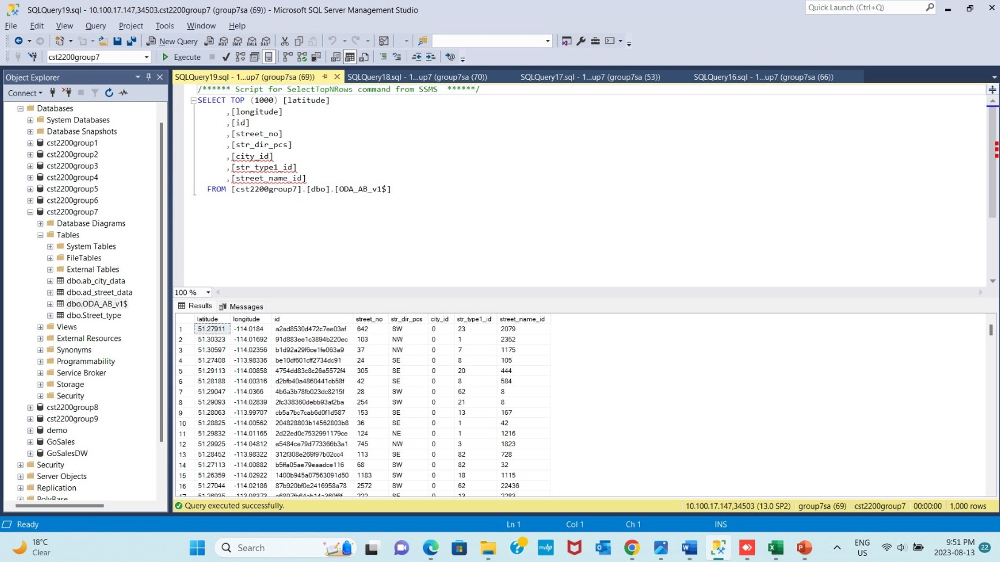 SQLQuery19.sql - 10.100.17.147,34503.cst2200group7 (group7sa (69)) - Microsoft SQL Server Management Studio
Quick Launch (Ctrl+Q)
File Edit View Query Project Tools Window Help
New Query MDX DMX XMLA DAX
cst2200group7 Execute
Object Explorer
SQLQuery19.sql - 1...up7 (group7sa (69)) SQLQuery18.sql - 1...up7 (group7sa (70)) SQLQuery17.sql - 1...up7 (group7sa (53)) SQLQuery16.sql - 1...up7 (group7sa (66))
Connect
Databases
System Databases
Database Snapshots
cst2200group1
cst2200group2
cst2200group3
cst2200group4
cst2200group5
cst2200group6
cst2200group7
Database Diagrams
Tables
System Tables
FileTables
External Tables
dbo.ab_city_data
dbo.ad_street_data
dbo.ODA_AB_v1$
dbo.Street_type
Views
External Resources
Synonyms
Programmability
Service Broker
Storage
Security
cst2200group8
cst2200group9
demo
GoSales
GoSalesDW
Security
Server Objects
Replication
PolyBase
/****** Script for SelectTopNRows command from SSMS ******/
SELECT TOP (1000) [latitude]
,[longitude]
,[id]
,[street_no]
,[str_dir_pcs]
,[city_id]
,[str_type1_id]
,[street_name_id]
FROM [cst2200group7].[dbo].[ODA_AB_v1$]
100 %
Results Messages
latitude longitude id street_no str_dir_pcs city_id str_type1_id street_name_id
1 51.27911 -114.0184 a2ad8530d472c7ee03af 642 SW 0 23 2079
2 51.30323 -114.01692 91d883ee1c3894b220ec 103 NW 0 1 2352
3 51.30597 -114.02356 b1d92a29f6ce1fe063a9 37 NW 0 7 1175
4 51.27408 -113.98336 be10df601cff2734dc91 24 SE 0 8 105
5 51.29113 -114.00858 4754dd83c8c26a5572f4 305 SE 0 20 444
6 51.28188 -114.00316 d2bfb40a4860441cb58f 42 SE 0 8 584
7 51.29047 -114.0366 4b6a3b78fb023dc8215f 28 SW 0 62 8
8 51.29093 -114.02839 2fc338360debb93af2ba 254 SW 0 21 8
9 51.28063 -113.99707 cb5a7bc7cab6d0f1d587 153 SE 0 13 167
10 51.28825 -114.00562 204828803b14562803b8 36 SE 0 1 42
11 51.29832 -114.01165 2d22ed0c7532991179ce 124 NE 0 1 1216
12 51.29925 -114.04812 e5484ce79d773366b3a1 745 NW 0 3 1823
13 51.28452 -113.98322 312f308e269f97b02cc4 113 SE 0 82 728
14 51.27113 -114.00882 b5ffa05ae79eaadce116 68 SW 0 82 32
15 51.26359 -114.02922 1400b945a07563091d50 1183 SW 0 18 1115
16 51.27044 -114.02186 87b920bf0e2416958a78 2572 SW 0 62 22436
17 51.26935 -113.98373 222 SE 0 13 2283
Query executed successfully. 10.100.17.147,34503 (13.0 SP2) group7sa (69) cst2200group7 00:00:00 1,000 rows
Ready Ln 1 Col 1 Ch 1 INS
18°C
Clear
Search
myhp
ENG
US
9:51 PM
2023-08-13
22